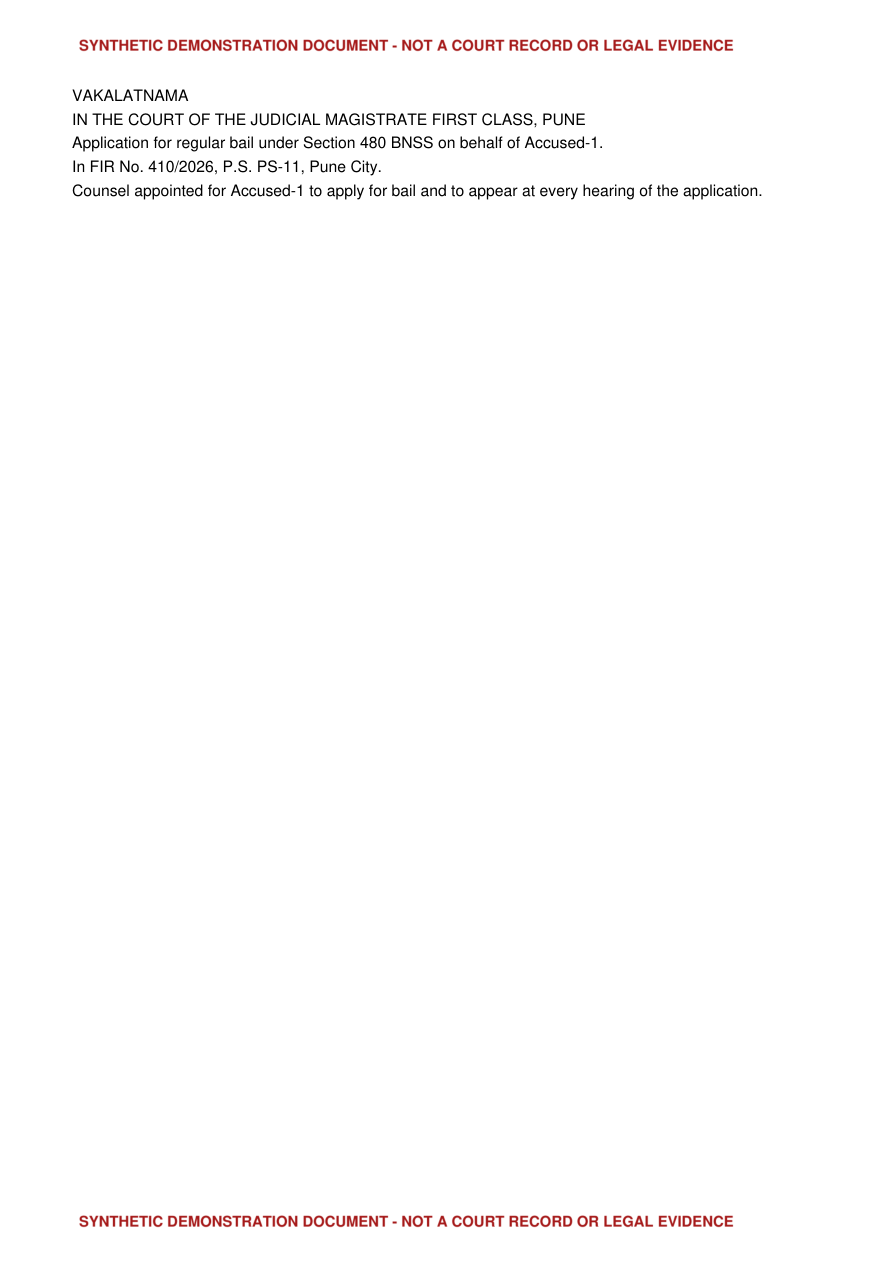 SYNTHETIC DEMONSTRATION DOCUMENT - NOT A COURT RECORD OR LEGAL EVIDENCE
VAKALATNAMA
IN THE COURT OF THE JUDICIAL MAGISTRATE FIRST CLASS, PUNE
Application for regular bail under Section 480 BNSS on behalf of Accused-1.
In FIR No. 410/2026, P.S. PS-11, Pune City.
Counsel appointed for Accused-1 to apply for bail and to appear at every hearing of the application.
SYNTHETIC DEMONSTRATION DOCUMENT - NOT A COURT RECORD OR LEGAL EVIDENCE